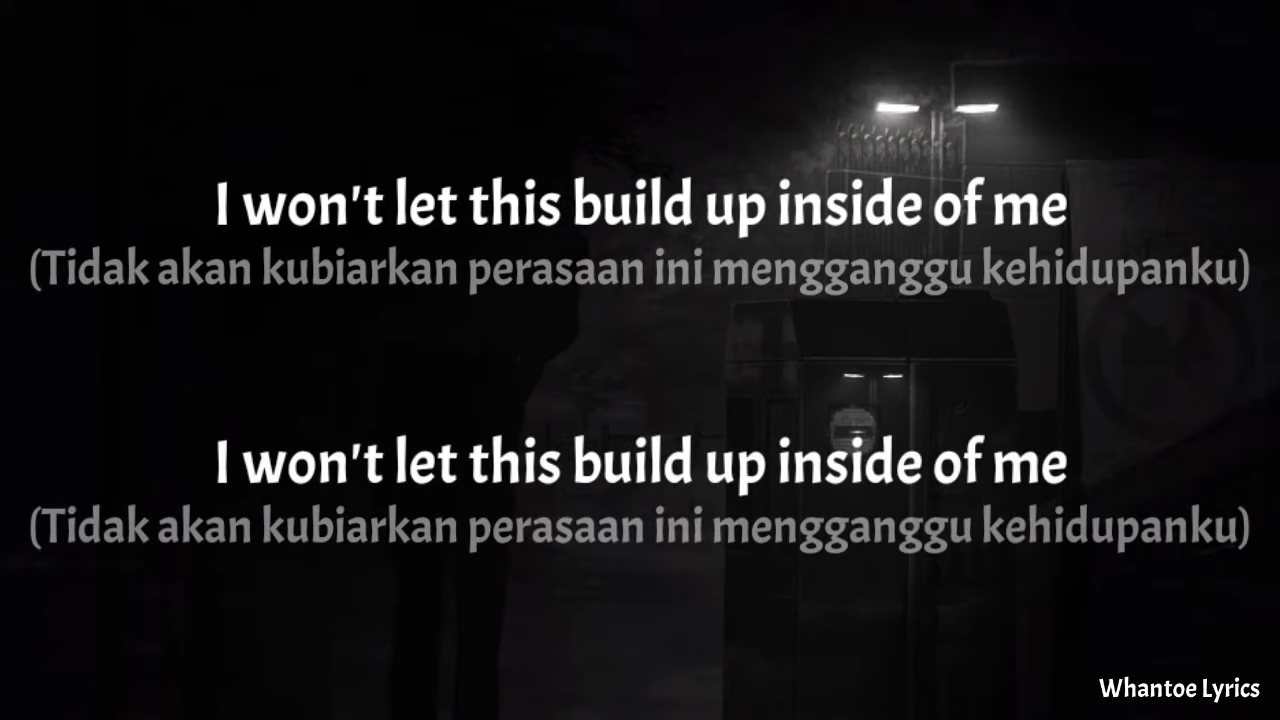 I won't let this build up inside of me
(Tidak akan kubiarkan perasaan ini mengganggu kehidupanku)
I won't let this build up inside of me
(Tidak akan kubiarkan perasaan ini mengganggu kehidupanku)
Whantoe Lyrics